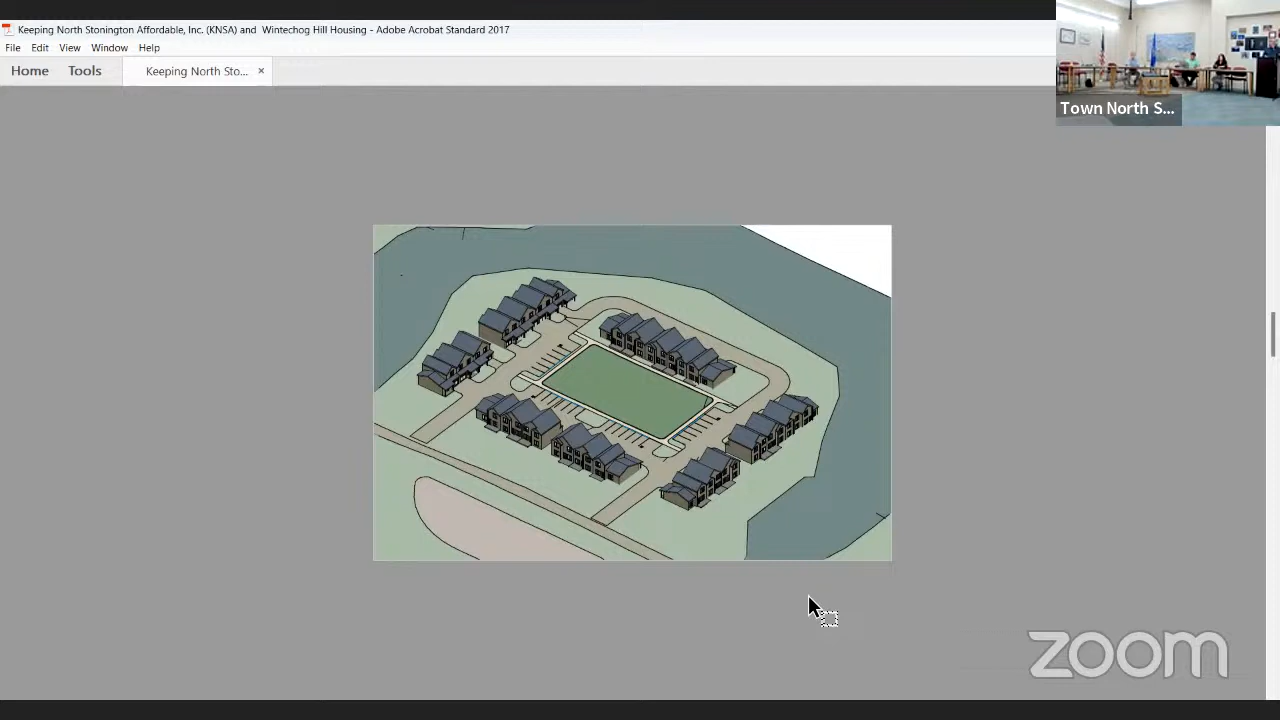 Keeping North Stonington Affordable, Inc. (KNSA) and  Wintechog Hill Housing - Adobe Acrobat Standard 2017
File Edit View Window Help
Home Tools Keeping North Sto... ×
Town North S...
zoom